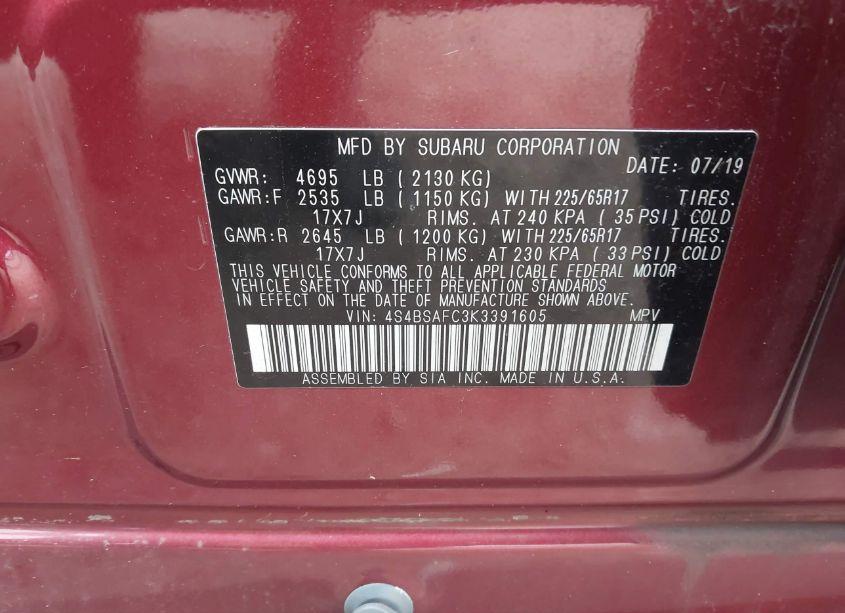 MFD BY SUBARU CORPORATION
DATE: 07/19
GVWR: 4695 LB ( 2130 KG)
GAWR:F 2535 LB ( 1150 KG) WITH 225/65R17 TIRES.
17X7J RIMS. AT 240 KPA ( 35 PSI) COLD
GAWR:R 2645 LB ( 1200 KG) WITH 225/65R17 TIRES.
17X7J RIMS. AT 230 KPA ( 33 PSI) COLD
THIS VEHICLE CONFORMS TO ALL APPLICABLE FEDERAL MOTOR
VEHICLE SAFETY AND THEFT PREVENTION STANDARDS
IN EFFECT ON THE DATE OF MANUFACTURE SHOWN ABOVE.
VIN: 4S4BSAFC3K3391605 MPV
ASSEMBLED BY SIA INC. MADE IN U.S.A.